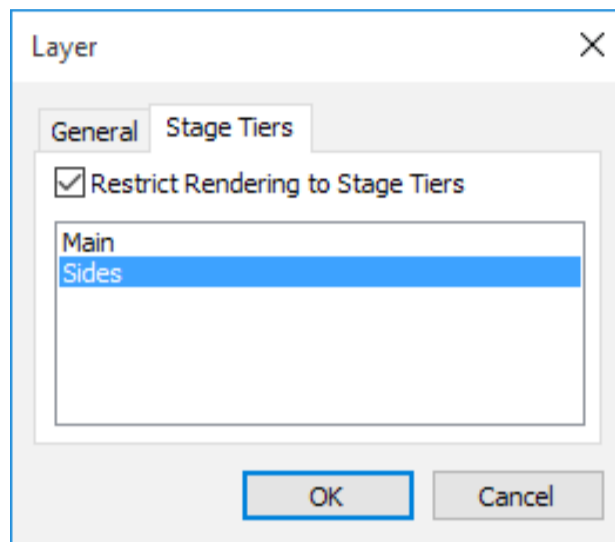 Layer
General Stage Tiers
Restrict Rendering to Stage Tiers
Main
Sides
OK Cancel